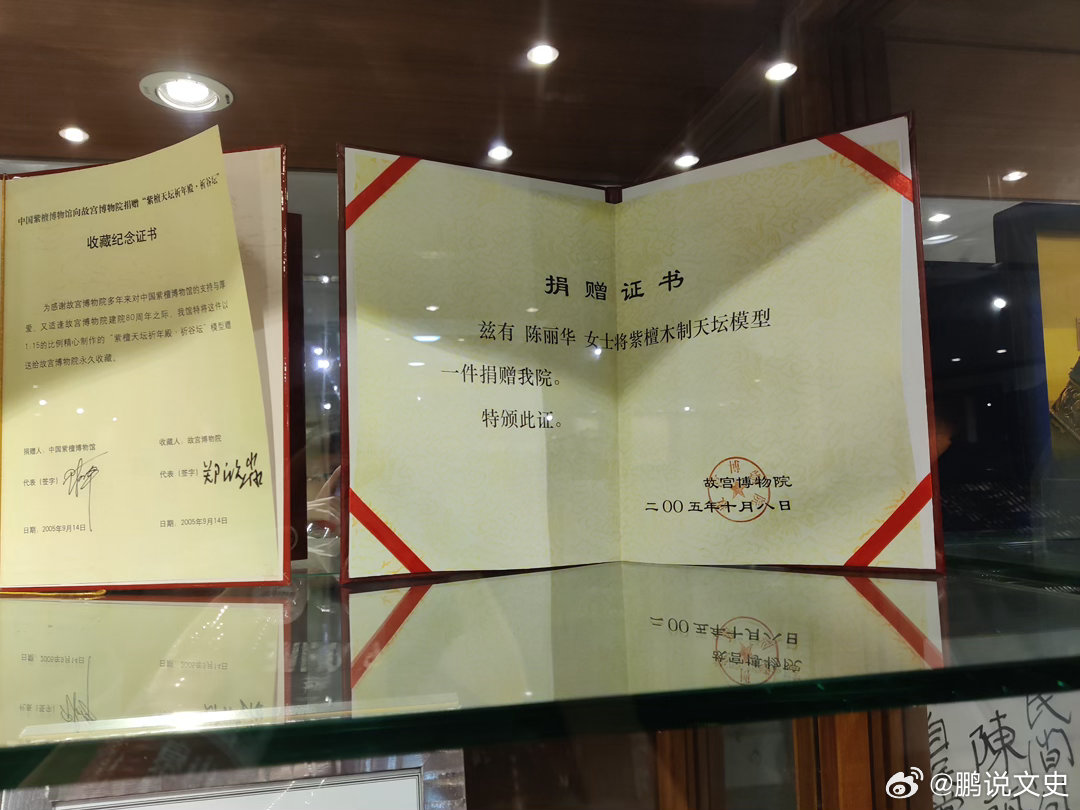 中国紫檀博物馆向故宫博物院捐赠“紫檀天坛祈年殿·祈谷坛”
收藏纪念证书
为感谢故宫博物院多年来对中国紫檀博物馆的支持与厚
爱，又适逢故宫博物院建院80周年之际，我馆特将这件以
1:15的比例精心制作的“紫檀天坛祈年殿·祈谷坛”模型赠
送给故宫博物院永久收藏。
捐赠人：中国紫檀博物馆
代表（签字）
日期：2005年9月14日
收藏人：故宫博物院
代表（签字）郑欣淼
日期：2005年9月14日
捐赠证书
兹有 陈丽华 女士将紫檀木制天坛模型
一件捐赠我院。
特颁此证。
故宫博物院
二〇〇五年十月八日
民间
陳
自
@鹏说文史